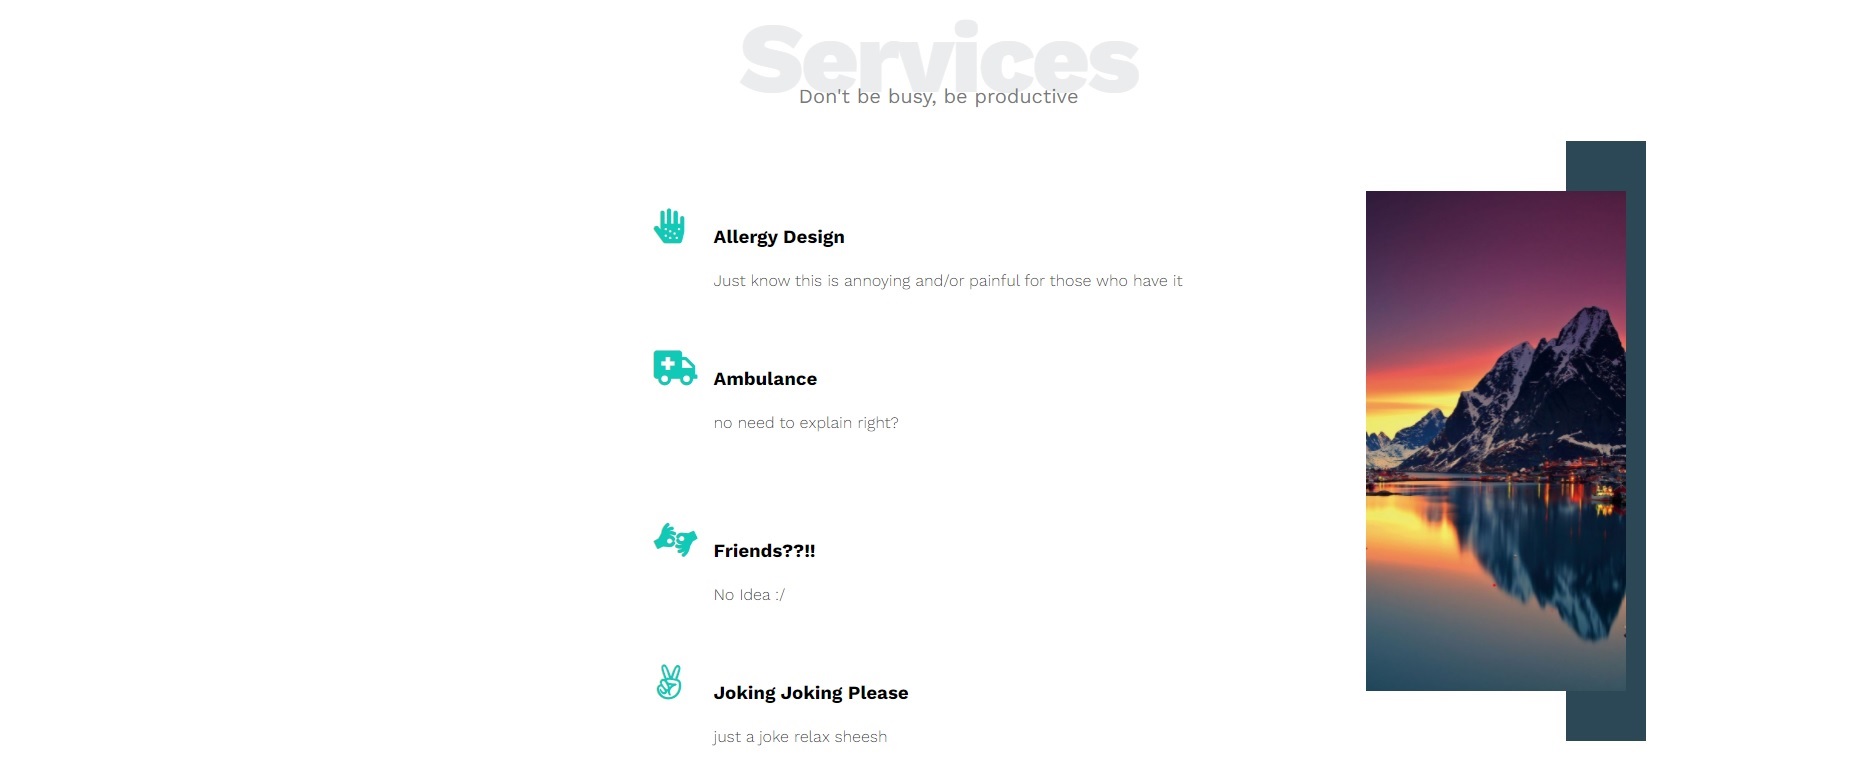 Services
Don't be busy, be productive
Allergy Design
Just know this is annoying and/or painful for those who have it
Ambulance
no need to explain right?
Friends??!!
No Idea :/
Joking Joking Please
just a joke relax sheesh